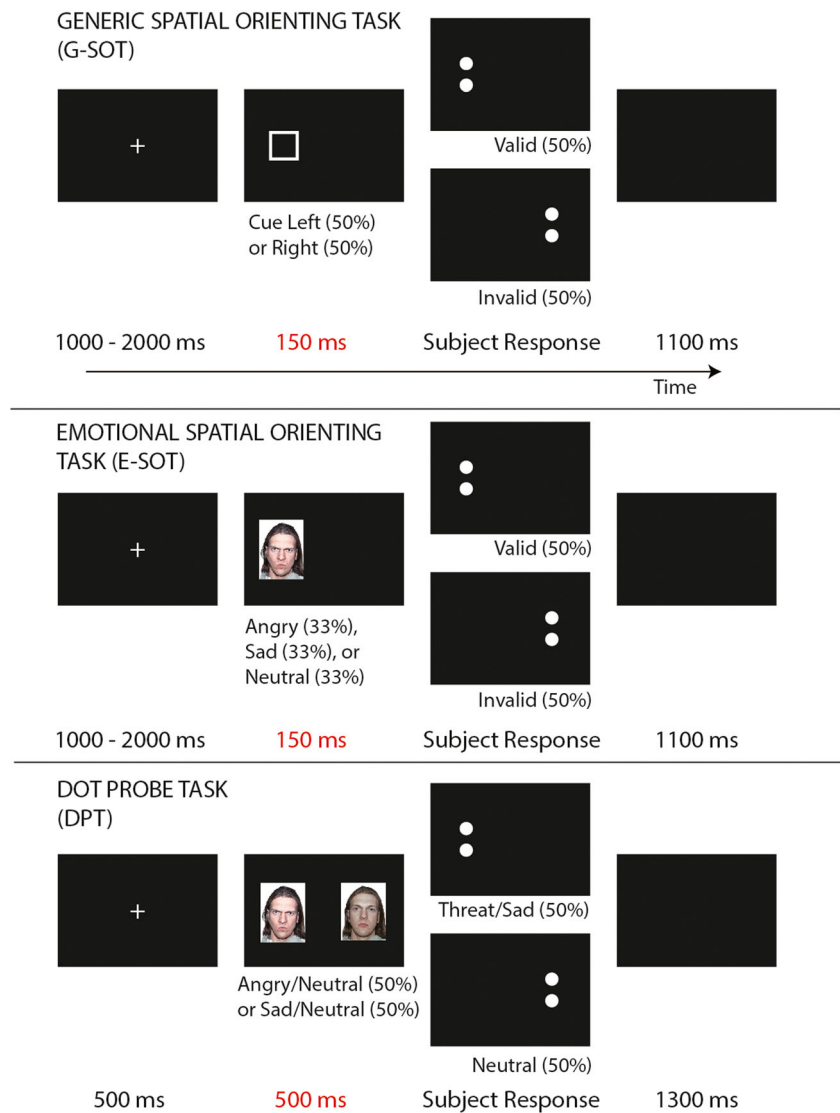 GENERIC SPATIAL ORIENTING TASK
(G-SOT)
+
Valid (50%)
Cue Left (50%)
or Right (50%)
Invalid (50%)
1000 - 2000 ms
150 ms
Subject Response
1100 ms
Time
EMOTIONAL SPATIAL ORIENTING
TASK (E-SOT)
+
Valid (50%)
Angry (33%),
Sad (33%), or
Neutral (33%)
Invalid (50%)
1000 - 2000 ms
150 ms
Subject Response
1100 ms
DOT PROBE TASK
(DPT)
+
Threat/Sad (50%)
Angry/Neutral (50%)
or Sad/Neutral (50%)
Neutral (50%)
500 ms
500 ms
Subject Response
1300 ms